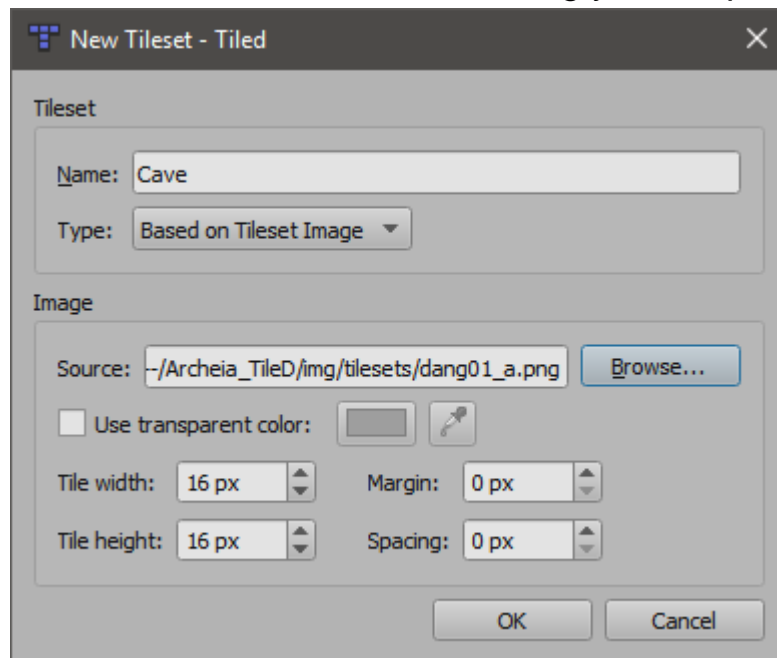 New Tileset - Tiled
Tileset
Name: Cave
Type: Based on Tileset Image
Image
Source: --/Archeia_TileD/img/tilesets/dang01_a.png Browse...
Use transparent color:
Tile width: 16 px Margin: 0 px
Tile height: 16 px Spacing: 0 px
OK Cancel